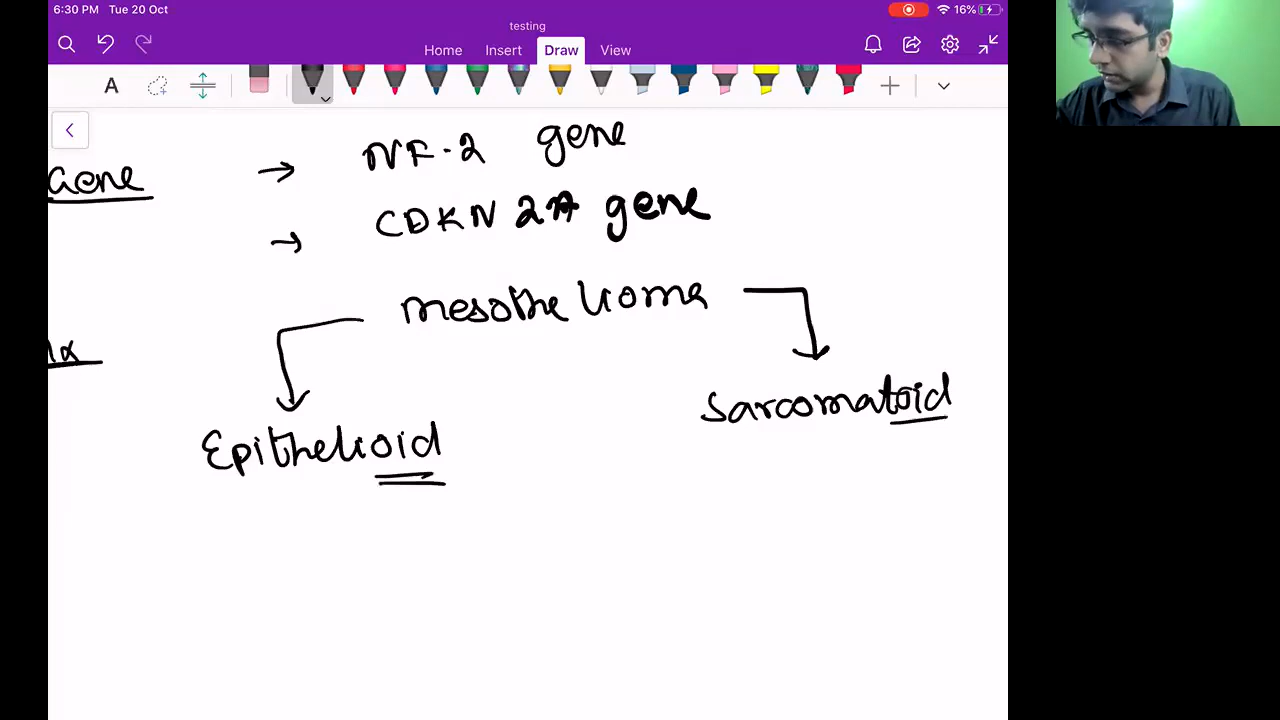 6:30 PM Tue 20 Oct
16%
testing
Home Insert Draw View
A
Gene → NF-2 gene
→ CDKN 2A gene
mesothelioma
Sarcomatoid
Epithelioid